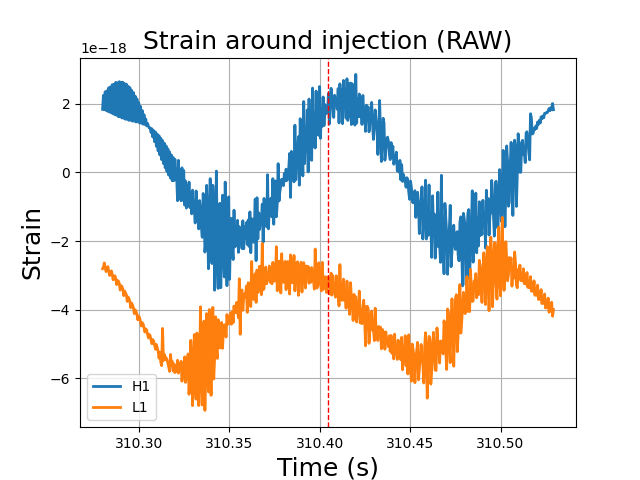 Strain around injection (RAW)
1e−18
2
0
−2
−4
−6
Strain
H1
L1
310.30
310.35
310.40
310.45
310.50
Time (s)